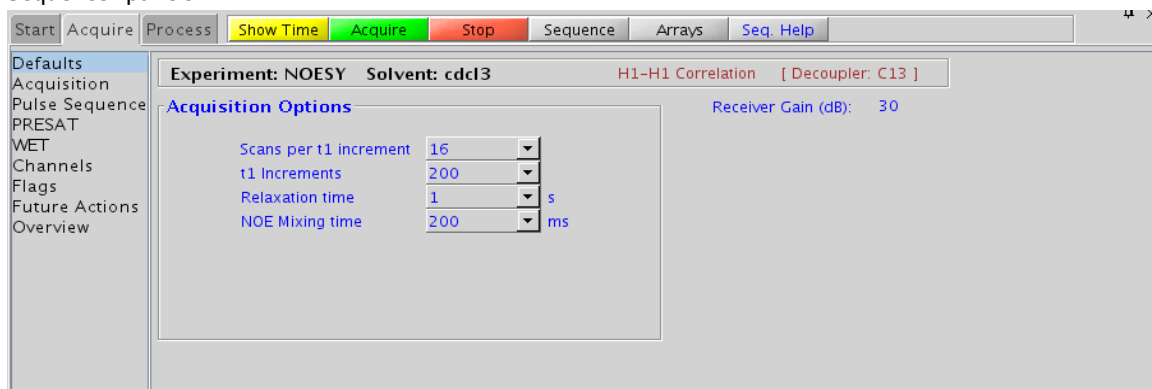 Start Acquire Process Show Time Acquire Stop Sequence Arrays Seq. Help
Defaults
Acquisition
Pulse Sequence
PRESAT
WET
Channels
Flags
Future Actions
Overview
Experiment: NOESY Solvent: cdcl3 H1-H1 Correlation [ Decoupler: C13 ]
Acquisition Options
Receiver Gain (dB): 30
Scans per t1 increment 16
t1 Increments 200
Relaxation time 1 s
NOE Mixing time 200 ms